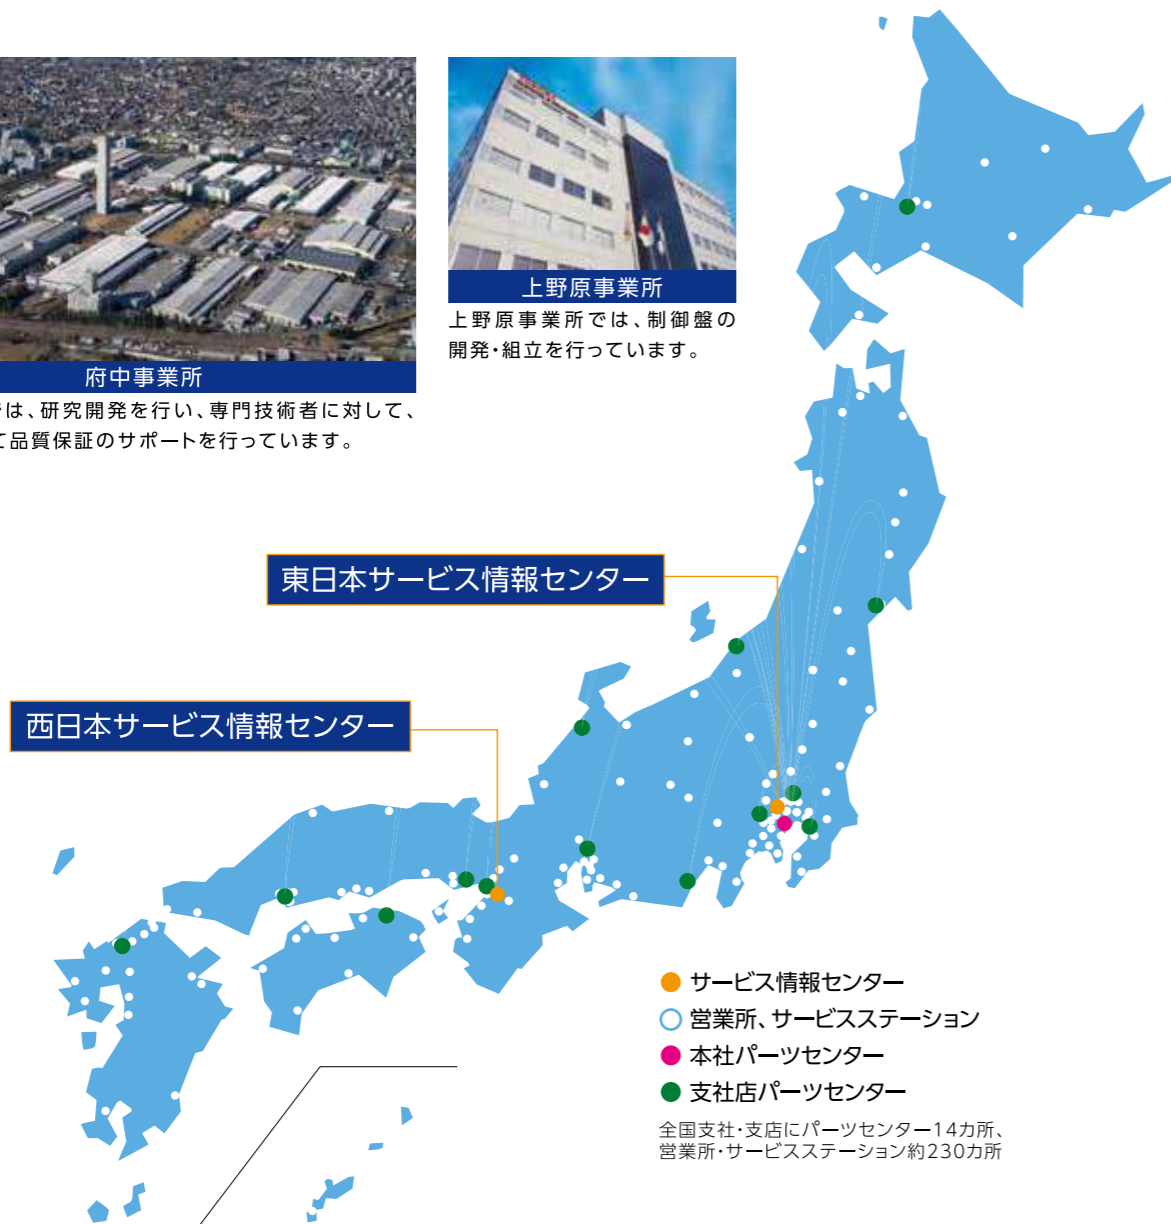 府中事業所
は、研究開発を行い、専門技術者に対して、
て品質保証のサポートを行っています。
上野原事業所
上野原事業所では、制御盤の
開発・組立を行っています。
東日本サービス情報センター
西日本サービス情報センター
サービス情報センター
営業所、サービスステーション
本社パーツセンター
支社店パーツセンター
全国支社・支店にパーツセンター14カ所、
営業所・サービスステーション約230カ所